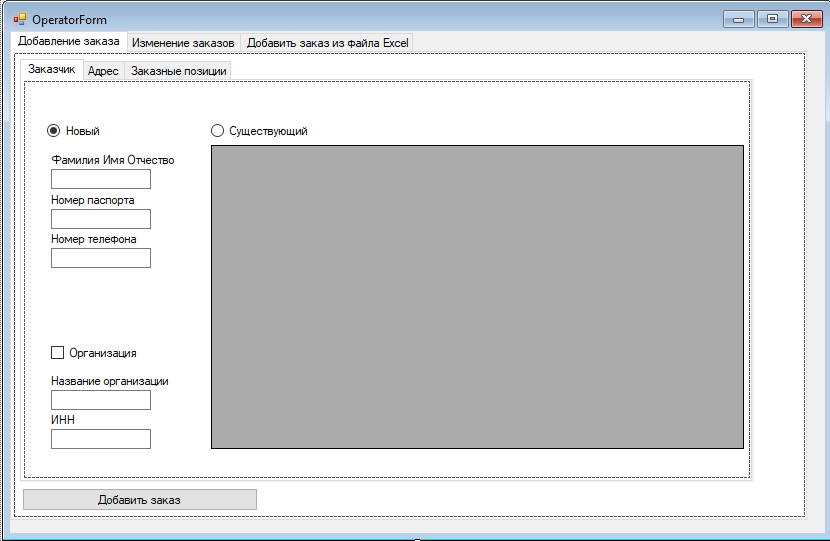 OperatorForm
Добавление заказа Изменение заказов Добавить заказ из файла Excel
Заказчик Адрес Заказные позиции
Новый Существующий
Фамилия Имя Отчество
Номер паспорта
Номер телефона
Организация
Название организации
ИНН
Добавить заказ